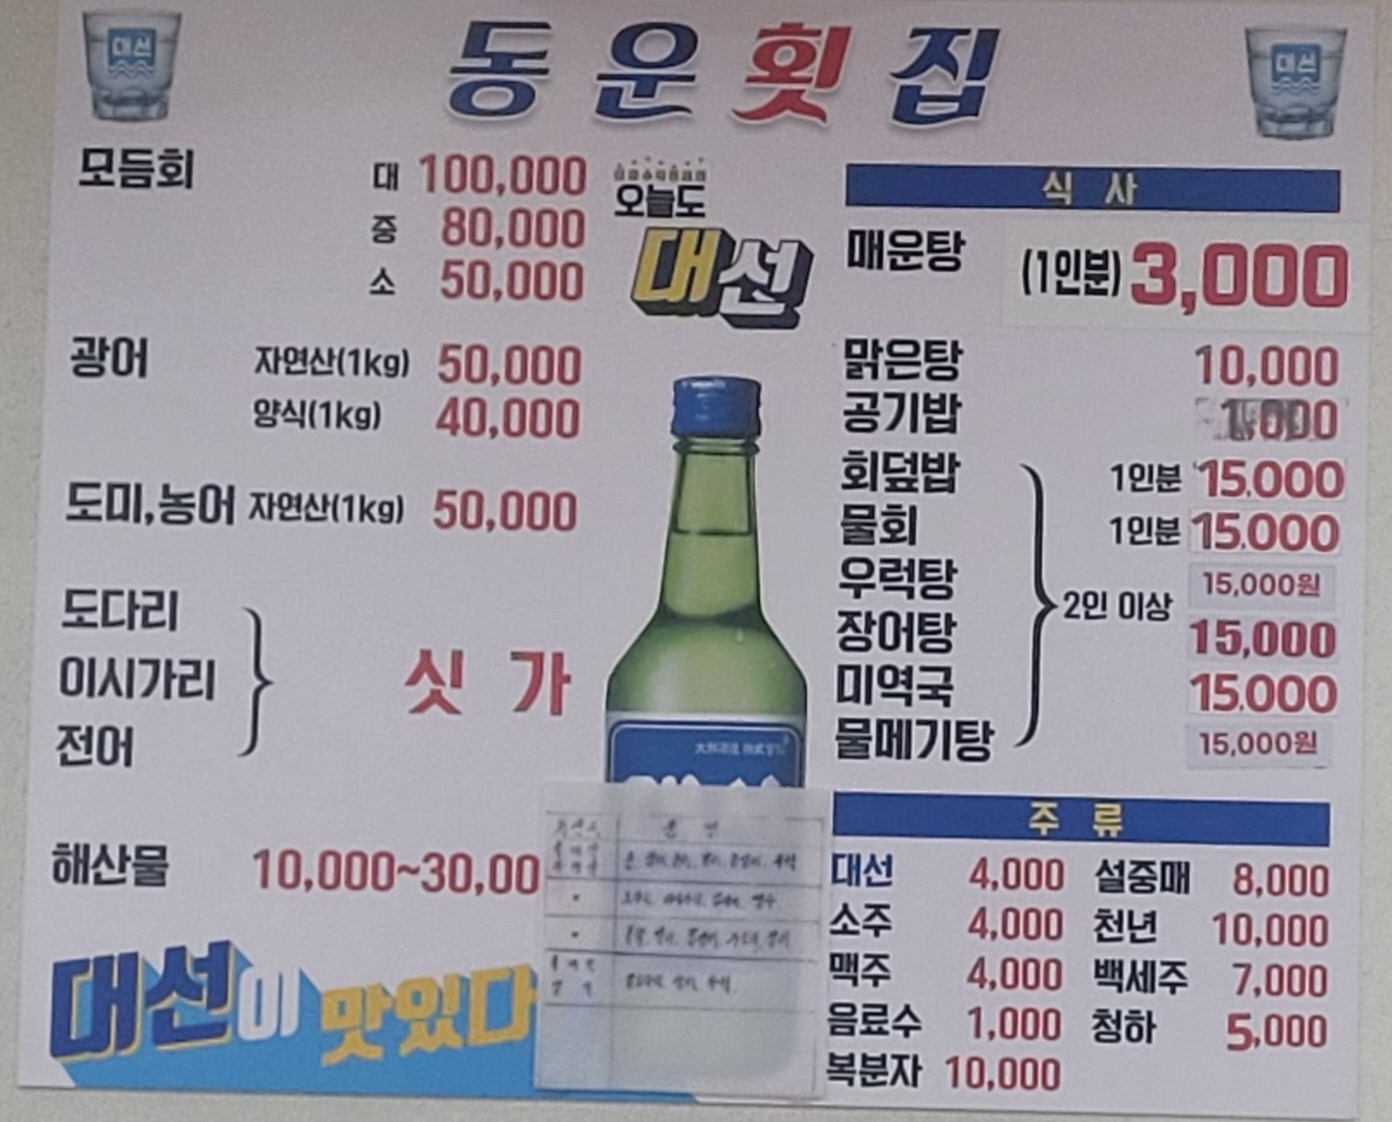 대선
동운횟집
대선
모듬회 대 100,000
중 80,000
소 50,000
광어 자연산(1kg) 50,000
양식(1kg) 40,000
도미,농어 자연산(1kg) 50,000
도다리
이시가리
전어
싯가
해산물 10,000~30,00
대선이 맛있다
오늘도
대선
식사
매운탕 (1인분) 3,000
맑은탕 10,000
공기밥 1,000
회덮밥 1인분 15,000
물회 1인분 15,000
우럭탕 15,000원
2인 이상
장어탕 15,000
미역국 15,000
물메기탕 15,000원
주류
대선 4,000 설중매 8,000
소주 4,000 천년 10,000
맥주 4,000 백세주 7,000
음료수 1,000 청하 5,000
복분자 10,000